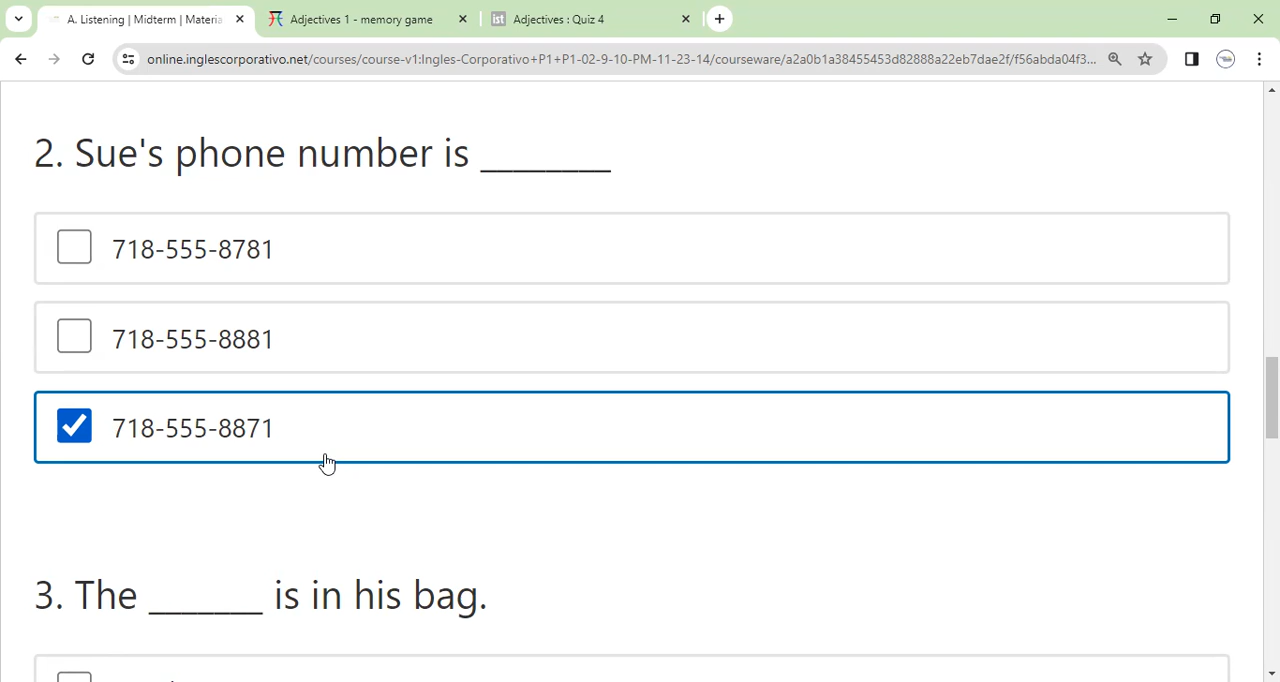 A. Listening | Midterm | Materia
Adjectives 1 - memory game
ist Adjectives : Quiz 4
online.inglescorporativo.net/courses/course-v1:Ingles-Corporativo+P1+P1-02-9-10-PM-11-23-14/courseware/a2a0b1a38455453d82888a22eb7dae2f/f56abda04f3...
2. Sue's phone number is ________
718-555-8781
718-555-8881
718-555-8871
3. The _______ is in his bag.